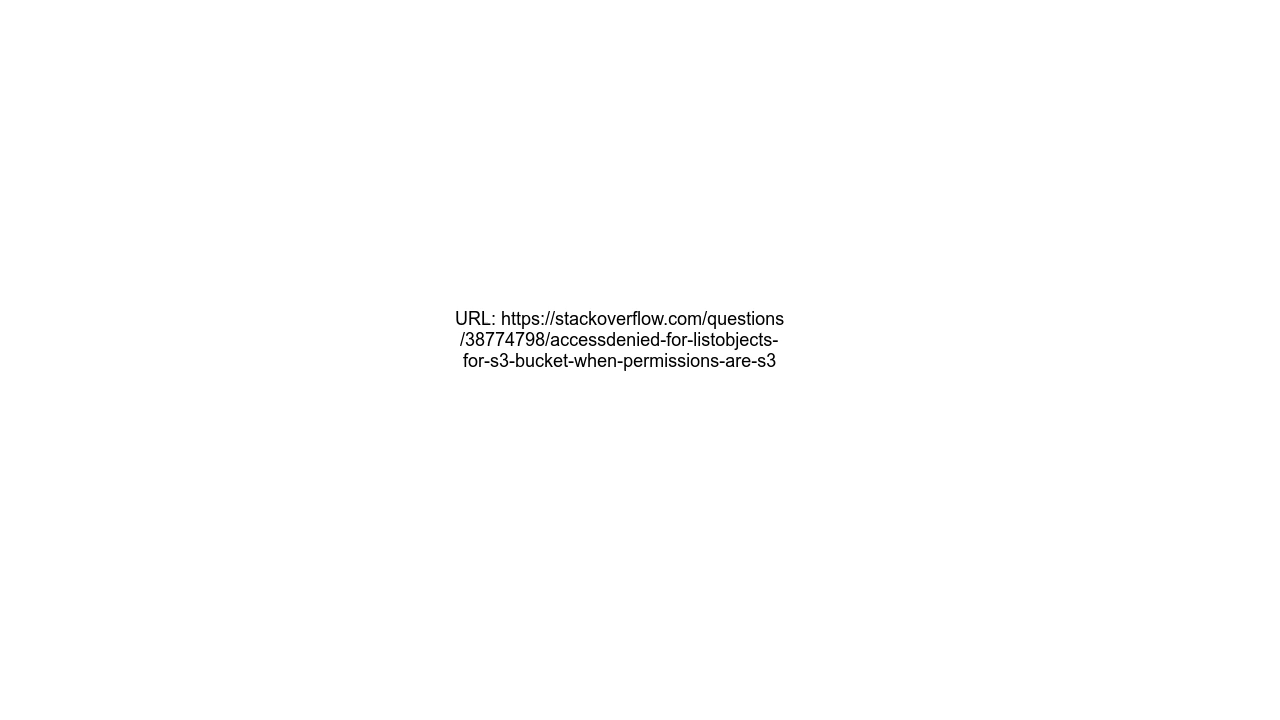 URL: https://stackoverflow.com/questions
/38774798/accessdenied-for-listobjects-
for-s3-bucket-when-permissions-are-s3